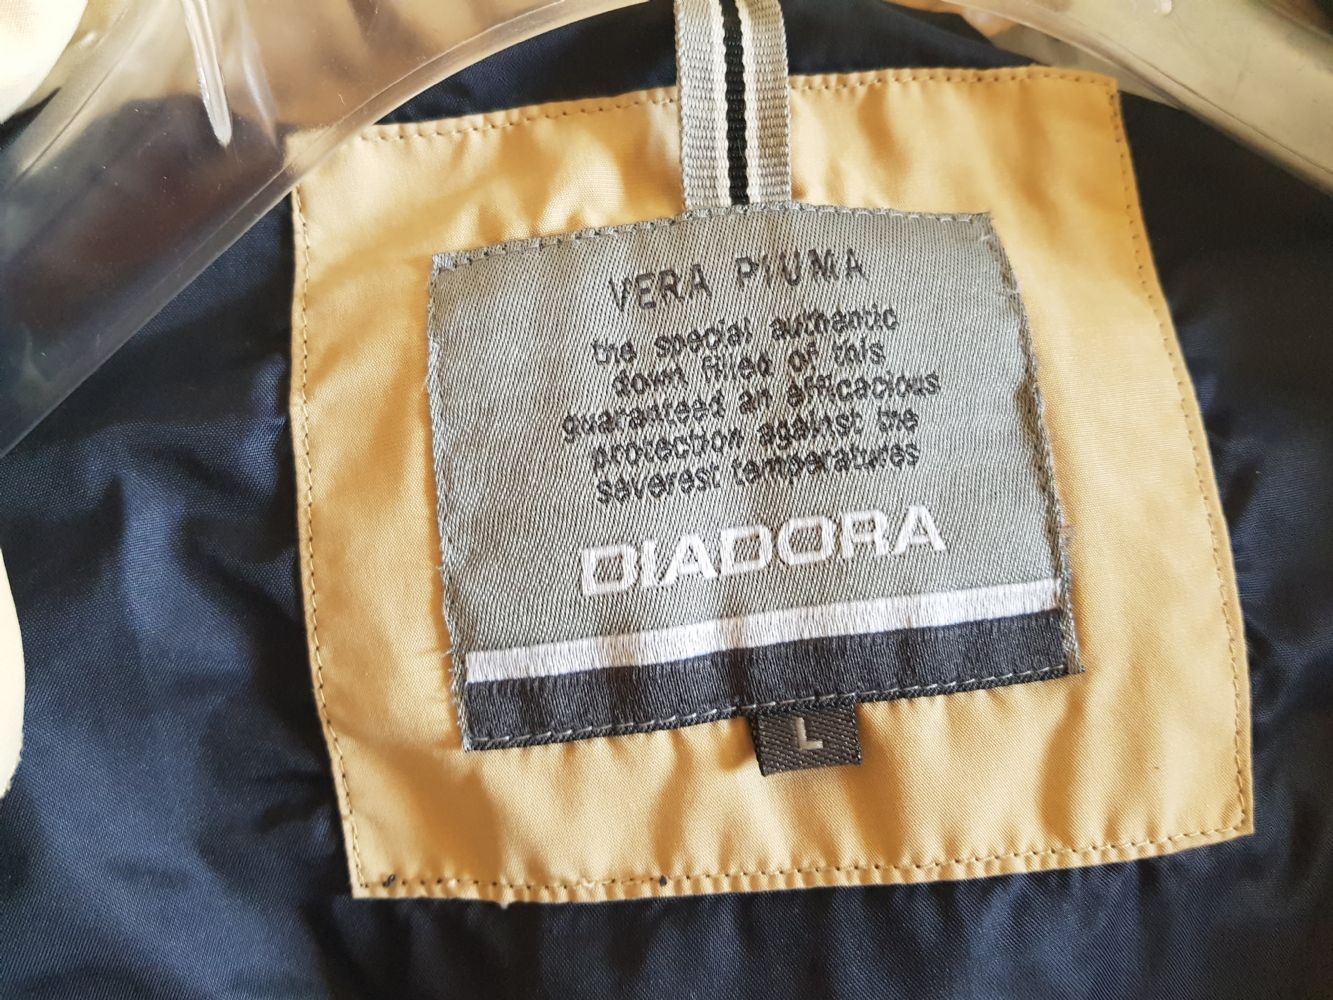 VERA PIUMA
the special authentic
down filled of this
guaranteed an efficacious
protection against the
severest temperatures
DIADORA
L